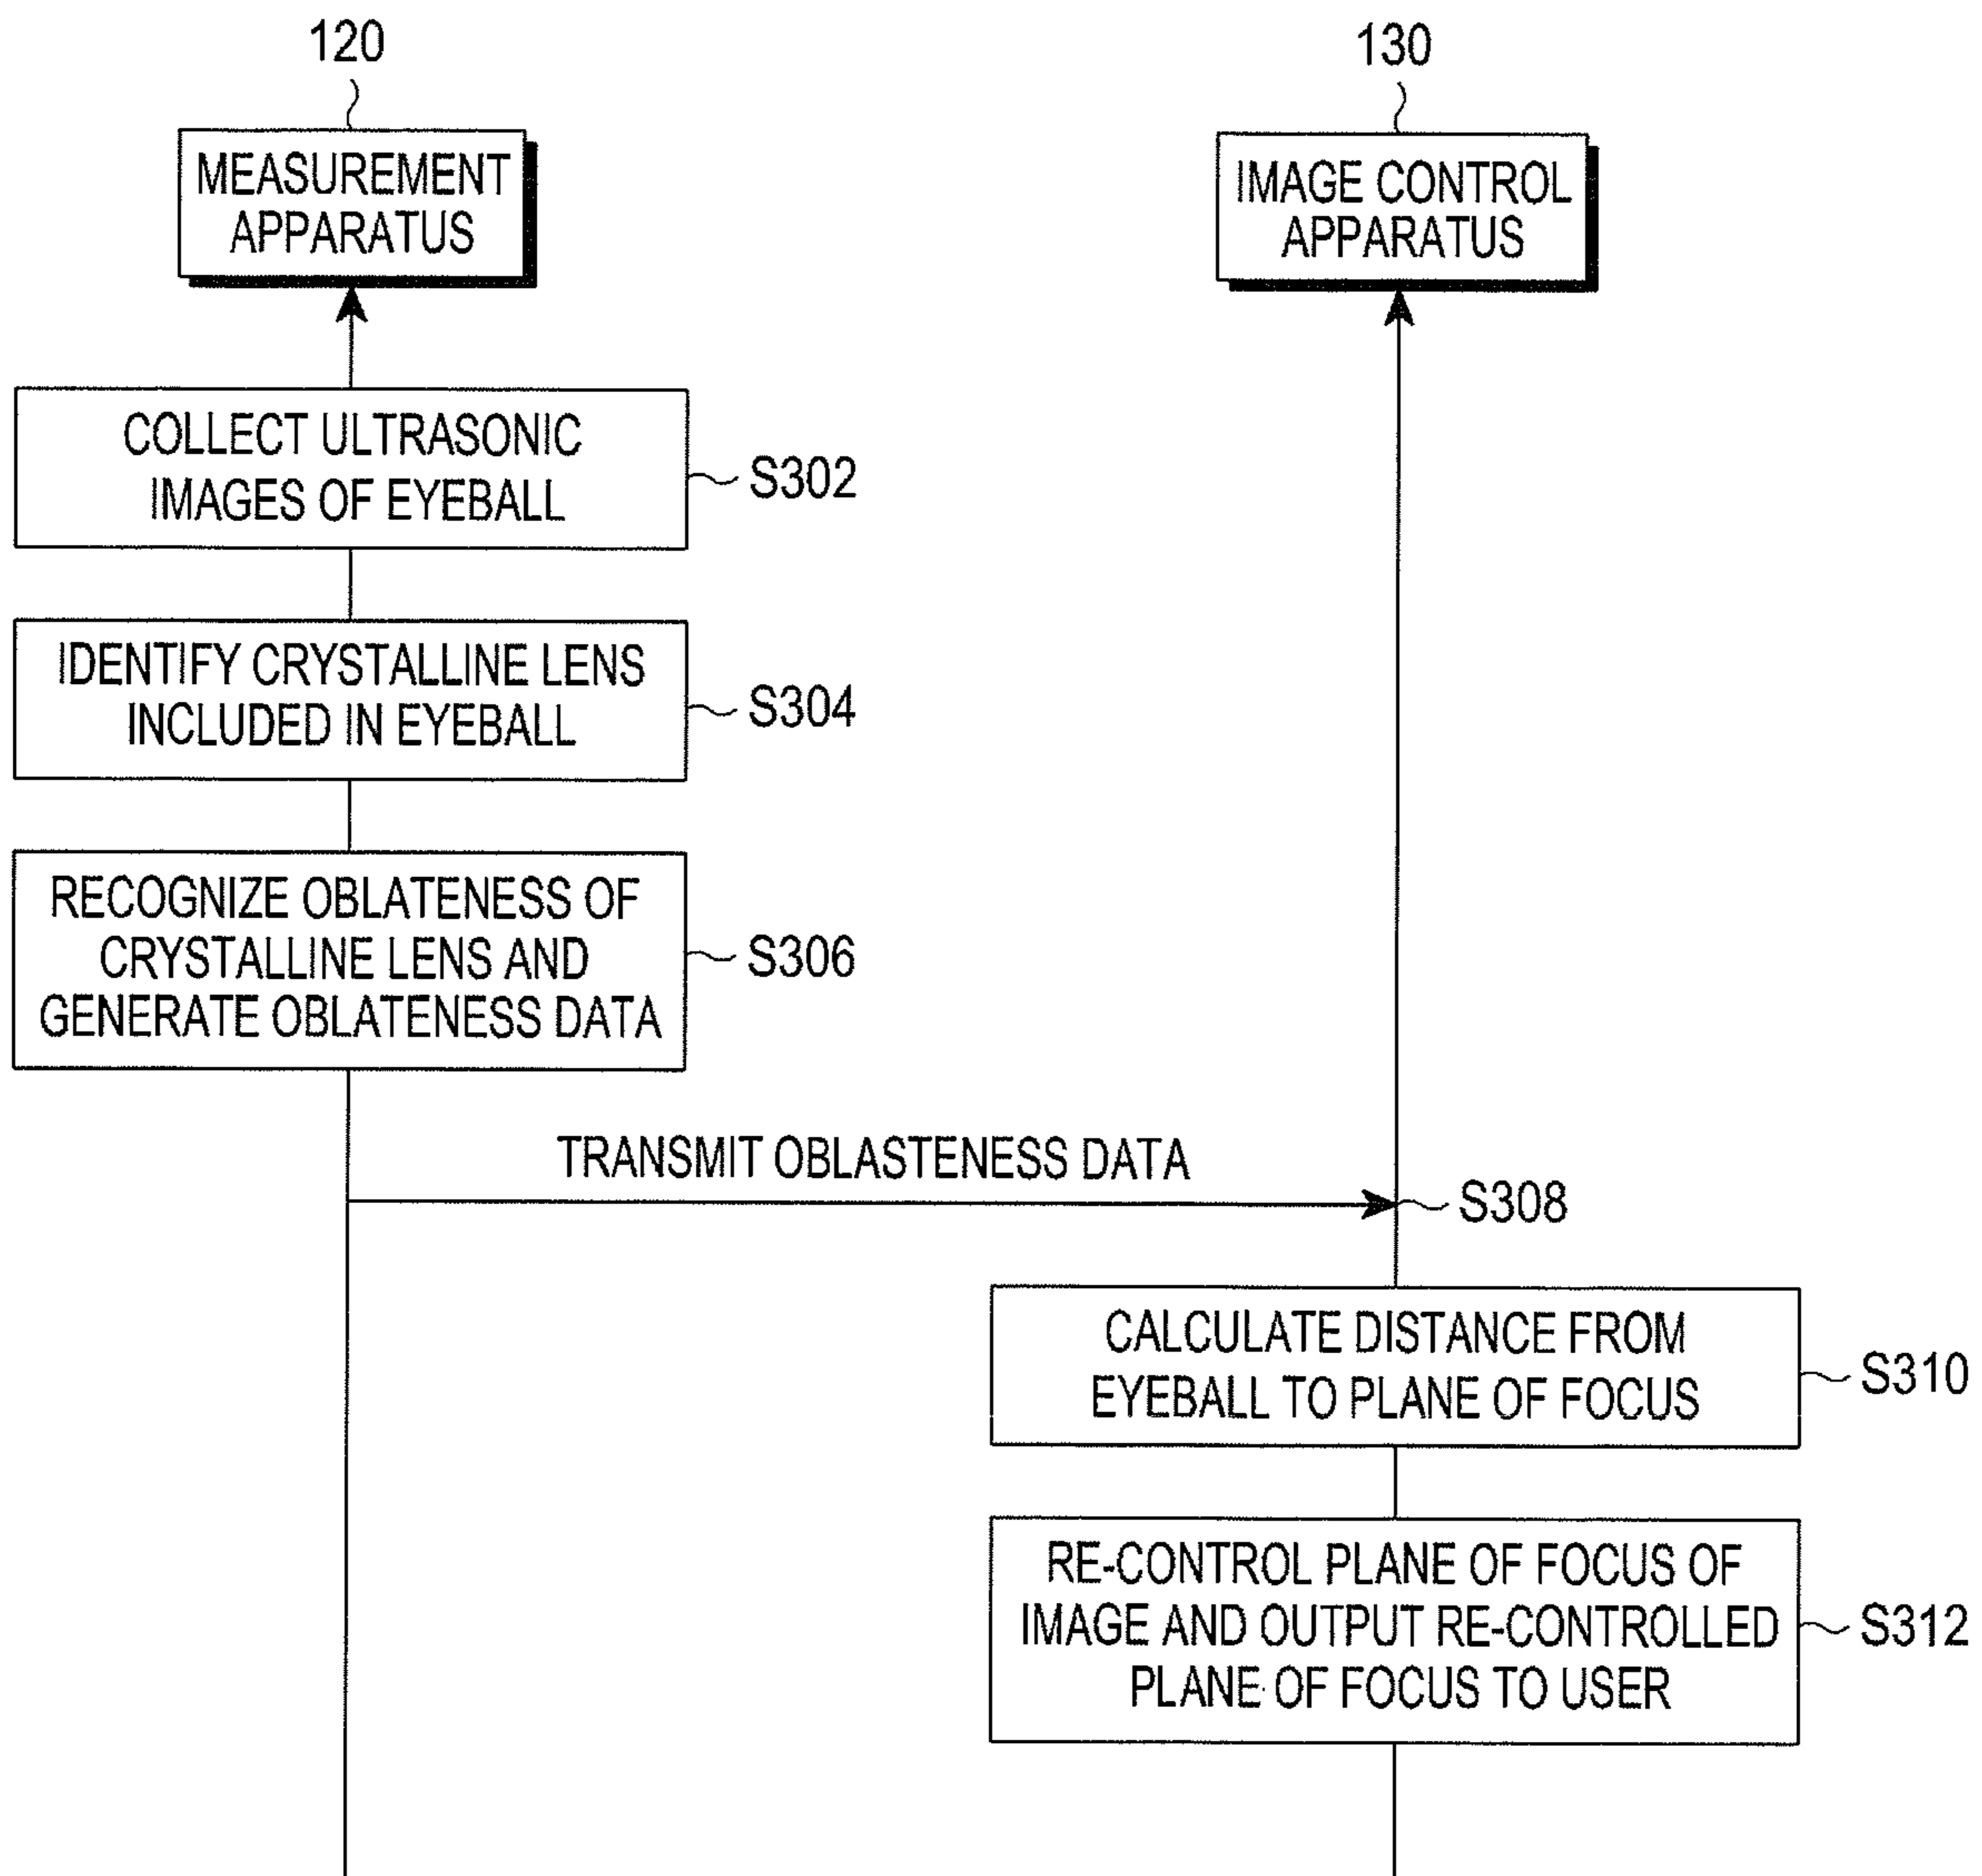 120
130
MEASUREMENT
APPARATUS
IMAGE CONTROL
APPARATUS
COLLECT ULTRASONIC
IMAGES OF EYEBALL
S302
IDENTIFY CRYSTALLINE LENS
INCLUDED IN EYEBALL
S304
RECOGNIZE OBLATENESS OF
CRYSTALLINE LENS AND
GENERATE OBLATENESS DATA
S306
TRANSMIT OBLASTENESS DATA
S308
CALCULATE DISTANCE FROM
EYEBALL TO PLANE OF FOCUS
S310
RE-CONTROL PLANE OF FOCUS OF
IMAGE AND OUTPUT RE-CONTROLLED
PLANE OF FOCUS TO USER
S312